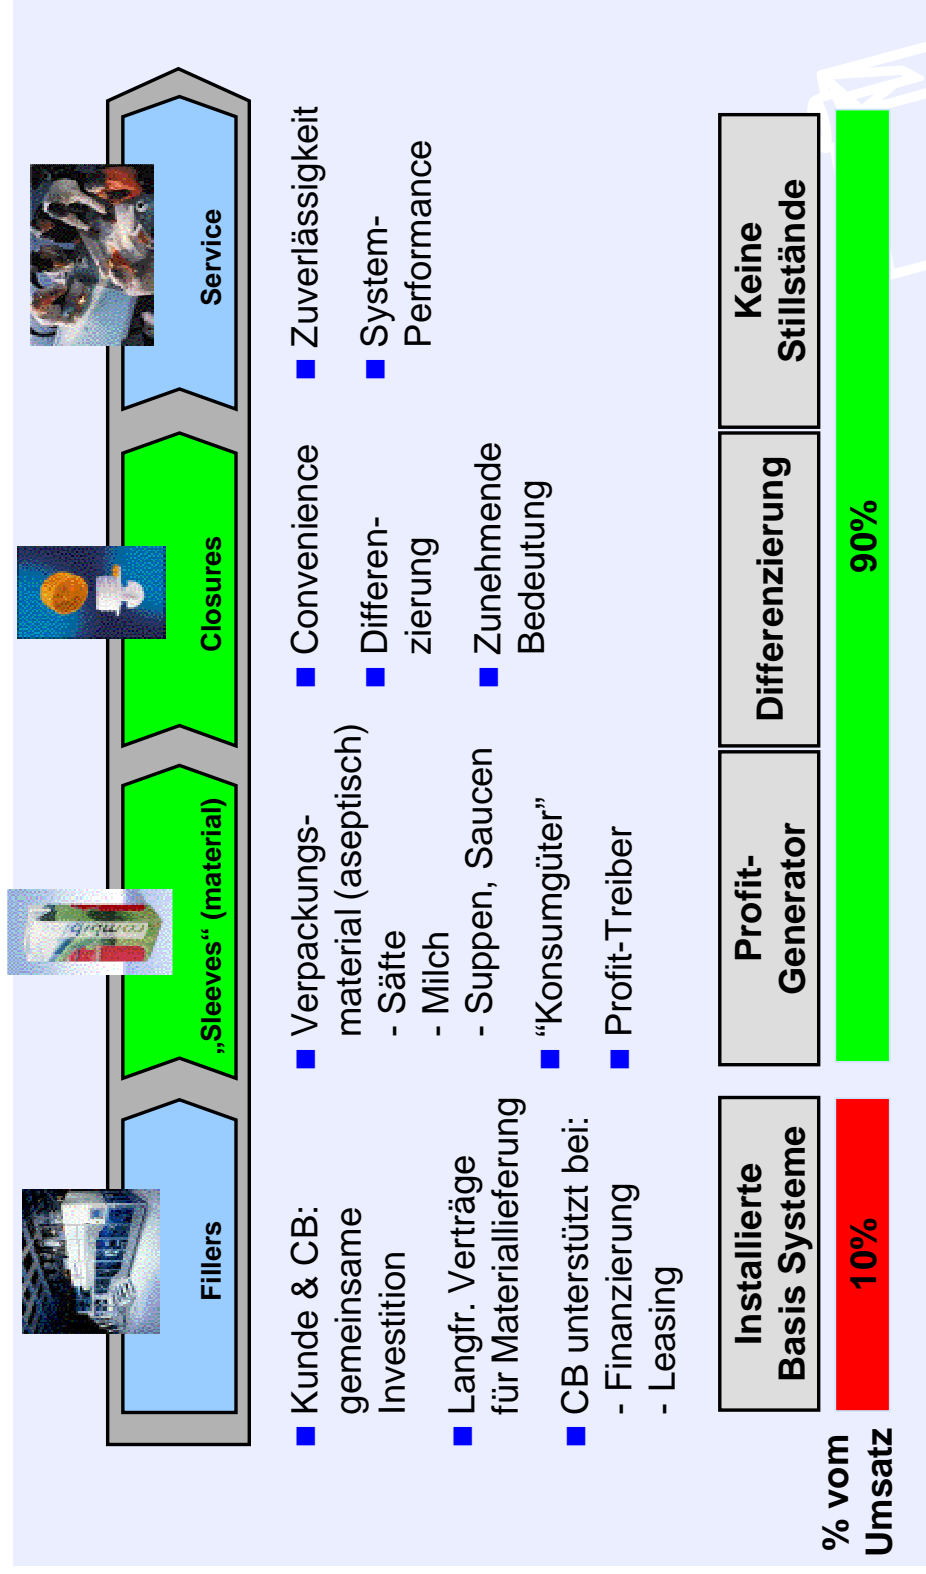 Fillers
„Sleeves“ (material)
Closures
Service
Kunde & CB:
gemeinsame
Investition
Langfr. Verträge
für Materiallieferung
CB unterstützt bei:
- Finanzierung
- Leasing
Verpackungs-
material (aseptisch)
- Säfte
- Milch
- Suppen, Saucen
“Konsumgüter”
Profit-Treiber
Convenience
Differen-
zierung
Zunehmende
Bedeutung
Zuverlässigkeit
System-
Performance
Installierte
Basis Systeme
Profit-
Generator
Differenzierung
Keine
Stillstände
% vom
Umsatz
10%
90%